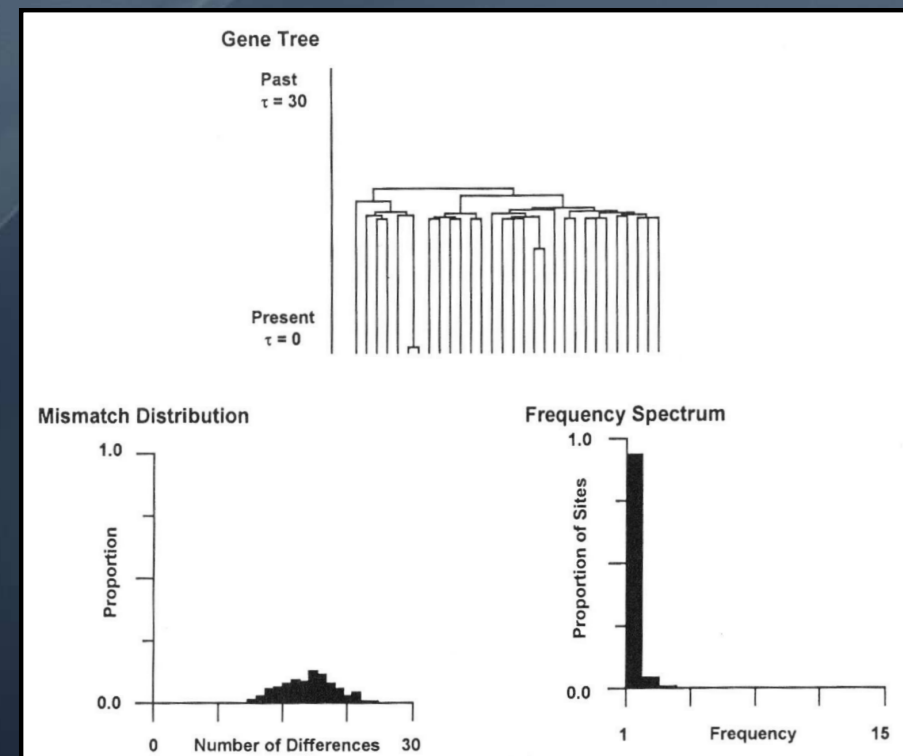 Gene Tree
Past
τ = 30
Present
τ = 0
Mismatch Distribution
1.0
Proportion
0.0
0 Number of Differences 30
Frequency Spectrum
1.0
Proportion of Sites
0.0
1 Frequency 15